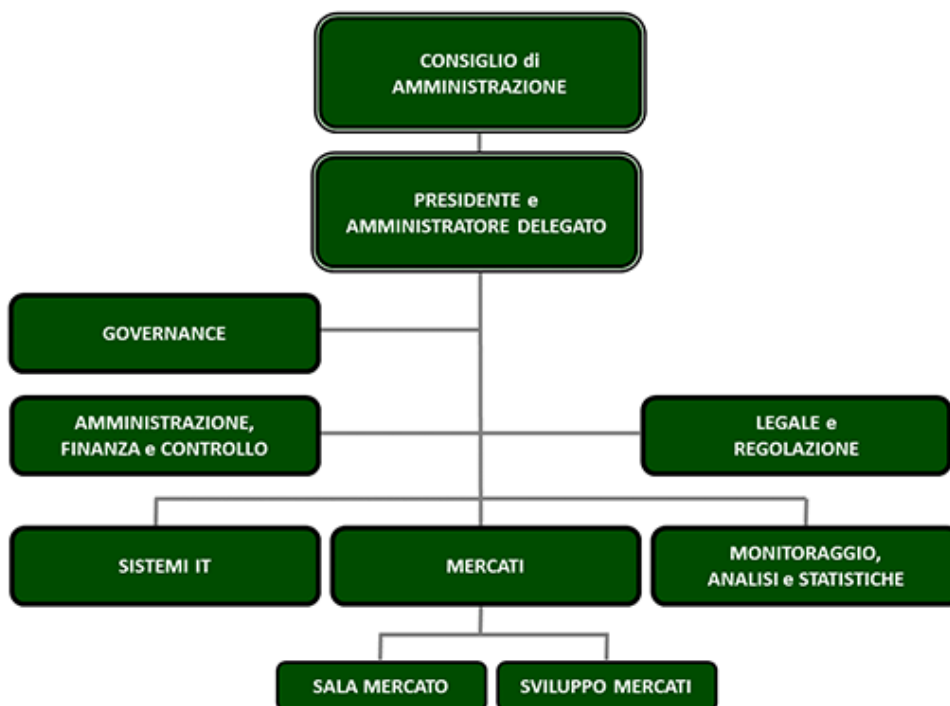 CONSIGLIO di
AMMINISTRAZIONE
PRESIDENTE e
AMMINISTRATORE DELEGATO
GOVERNANCE
AMMINISTRAZIONE,
FINANZA e CONTROLLO
LEGALE e
REGOLAZIONE
SISTEMI IT
MERCATI
MONITORAGGIO,
ANALISI e STATISTICHE
SALA MERCATO
SVILUPPO MERCATI